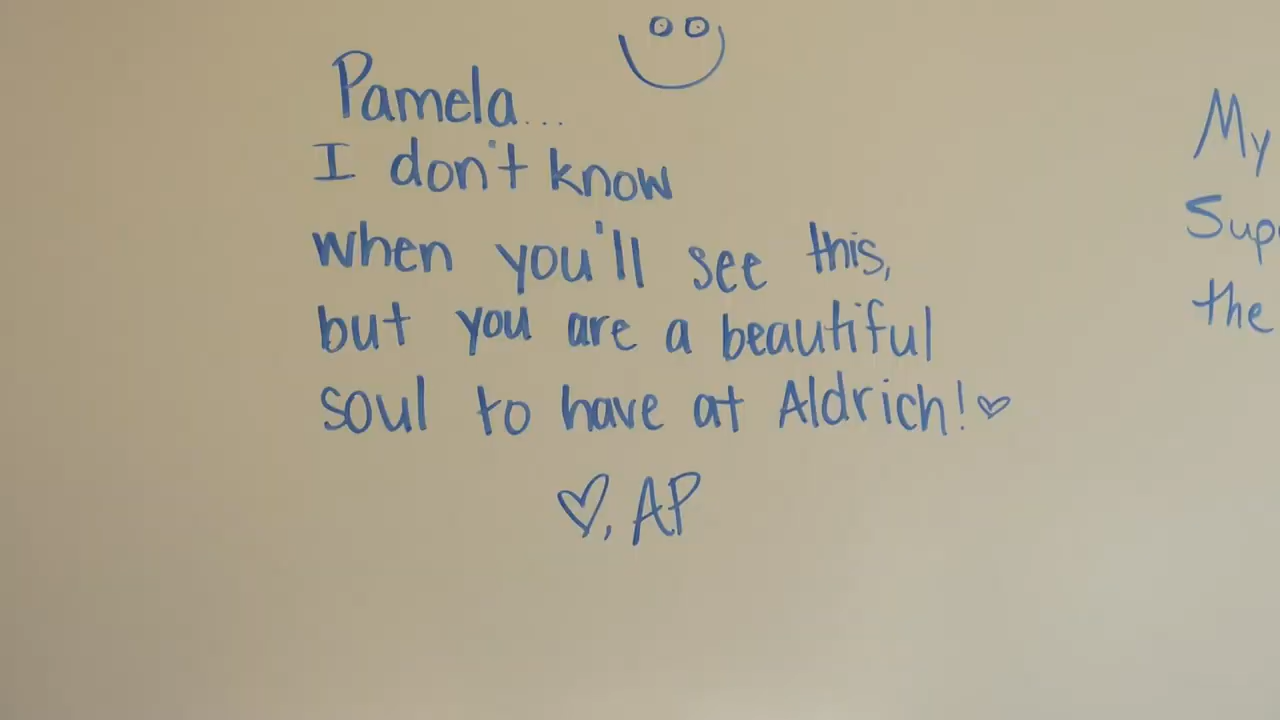 Pamela...
I don't know
when you'll see this,
but you are a beautiful
soul to have at Aldrich! ♡
♡, AP
My
the